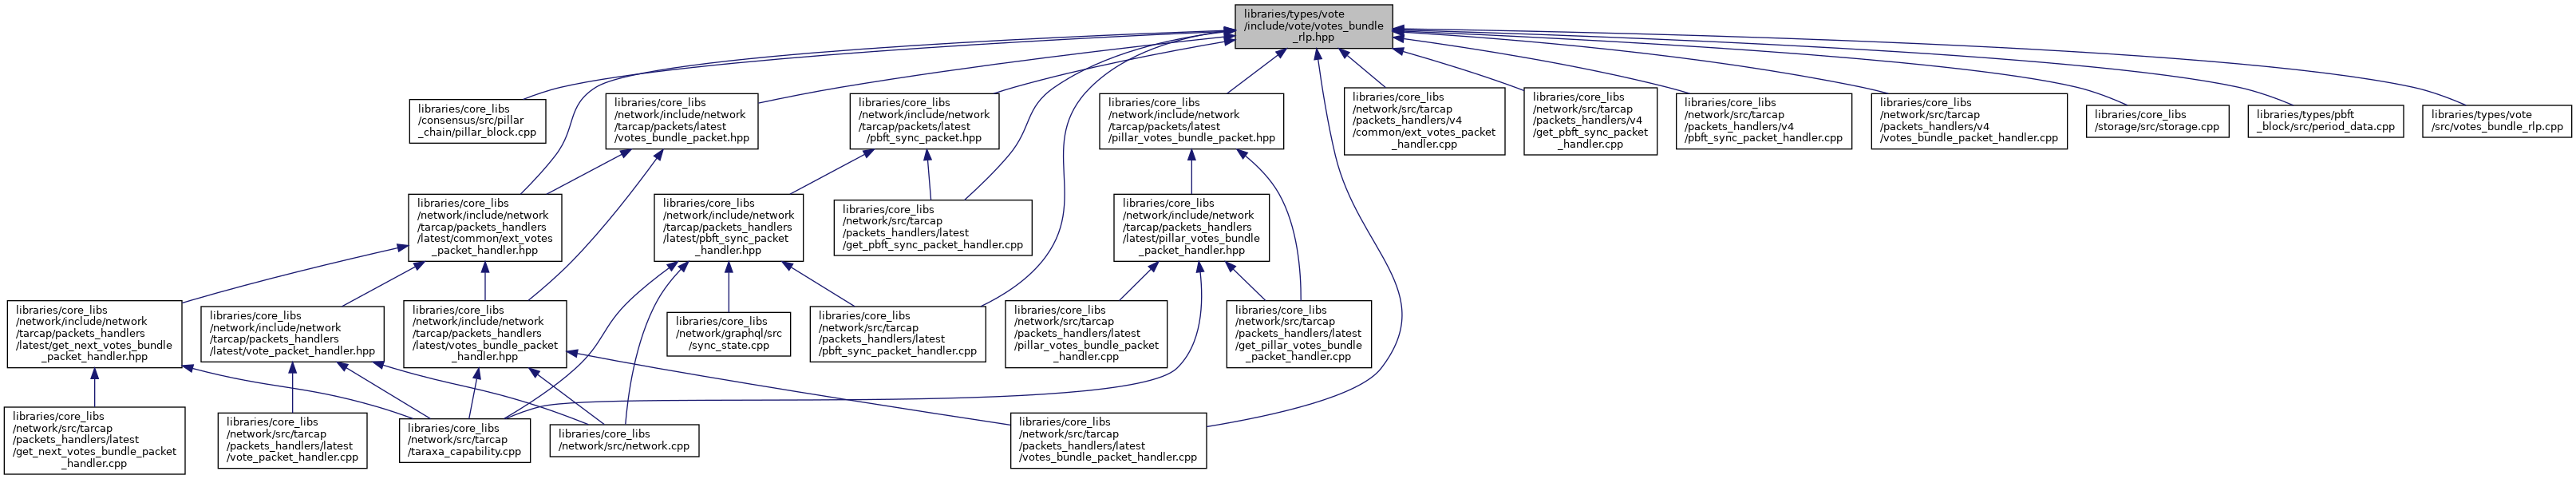 libraries/types/vote
/include/vote/votes_bundle
_rlp.hpp
libraries/core_libs
/consensus/src/pillar
_chain/pillar_block.cpp
libraries/core_libs
/network/include/network
/tarcap/packets/latest
/votes_bundle_packet.hpp
libraries/core_libs
/network/include/network
/tarcap/packets/latest
/pbft_sync_packet.hpp
libraries/core_libs
/network/include/network
/tarcap/packets/latest
/pillar_votes_bundle_packet.hpp
libraries/core_libs
/network/src/tarcap
/packets_handlers/v4
/common/ext_votes_packet
_handler.cpp
libraries/core_libs
/network/src/tarcap
/packets_handlers/v4
/get_pbft_sync_packet
_handler.cpp
libraries/core_libs
/network/src/tarcap
/packets_handlers/v4
/pbft_sync_packet_handler.cpp
libraries/core_libs
/network/src/tarcap
/packets_handlers/v4
/votes_bundle_packet_handler.cpp
libraries/core_libs
/storage/src/storage.cpp
libraries/types/pbft
_block/src/period_data.cpp
libraries/types/vote
/src/votes_bundle_rlp.cpp
libraries/core_libs
/network/include/network
/tarcap/packets_handlers
/latest/common/ext_votes
_packet_handler.hpp
libraries/core_libs
/network/include/network
/tarcap/packets_handlers
/latest/pbft_sync_packet
_handler.hpp
libraries/core_libs
/network/src/tarcap
/packets_handlers/latest
/get_pbft_sync_packet_handler.cpp
libraries/core_libs
/network/include/network
/tarcap/packets_handlers
/latest/pillar_votes_bundle
_packet_handler.hpp
libraries/core_libs
/network/include/network
/tarcap/packets_handlers
/latest/get_next_votes_bundle
_packet_handler.hpp
libraries/core_libs
/network/include/network
/tarcap/packets_handlers
/latest/vote_packet_handler.hpp
libraries/core_libs
/network/include/network
/tarcap/packets_handlers
/latest/votes_bundle_packet
_handler.hpp
libraries/core_libs
/network/graphql/src
/sync_state.cpp
libraries/core_libs
/network/src/tarcap
/packets_handlers/latest
/pbft_sync_packet_handler.cpp
libraries/core_libs
/network/src/tarcap
/packets_handlers/latest
/pillar_votes_bundle_packet
_handler.cpp
libraries/core_libs
/network/src/tarcap
/packets_handlers/latest
/get_pillar_votes_bundle
_packet_handler.cpp
libraries/core_libs
/network/src/tarcap
/packets_handlers/latest
/get_next_votes_bundle_packet
_handler.cpp
libraries/core_libs
/network/src/tarcap
/packets_handlers/latest
/vote_packet_handler.cpp
libraries/core_libs
/network/src/tarcap
/taraxa_capability.cpp
libraries/core_libs
/network/src/network.cpp
libraries/core_libs
/network/src/tarcap
/packets_handlers/latest
/votes_bundle_packet_handler.cpp